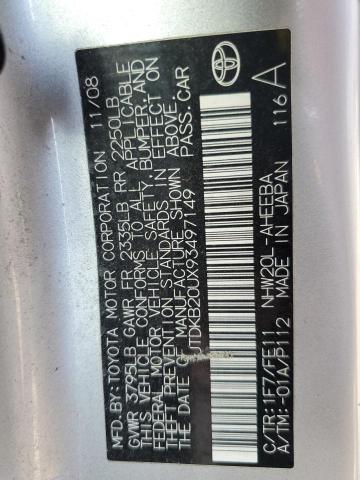 MFD.BY:TOYOTA MOTOR CORPORATION 11/08
GVWR 3795LB GAWR FR 2335LB RR 2250LB
THIS VEHICLE CONFORMS TO ALL APPLICABLE
FEDERAL MOTOR VEHICLE SAFETY, BUMPER, AND
THEFT PREVENTION STANDARDS IN EFFECT ON
THE DATE OF MANUFACTURE SHOWN ABOVE.
JTDKB20UX93497149 PASS.CAR
C/TR:1F7/FE11 NHW20L-AHEEBA
A/TM:-01A/P112 MADE IN JAPAN 116A
TOYOTA